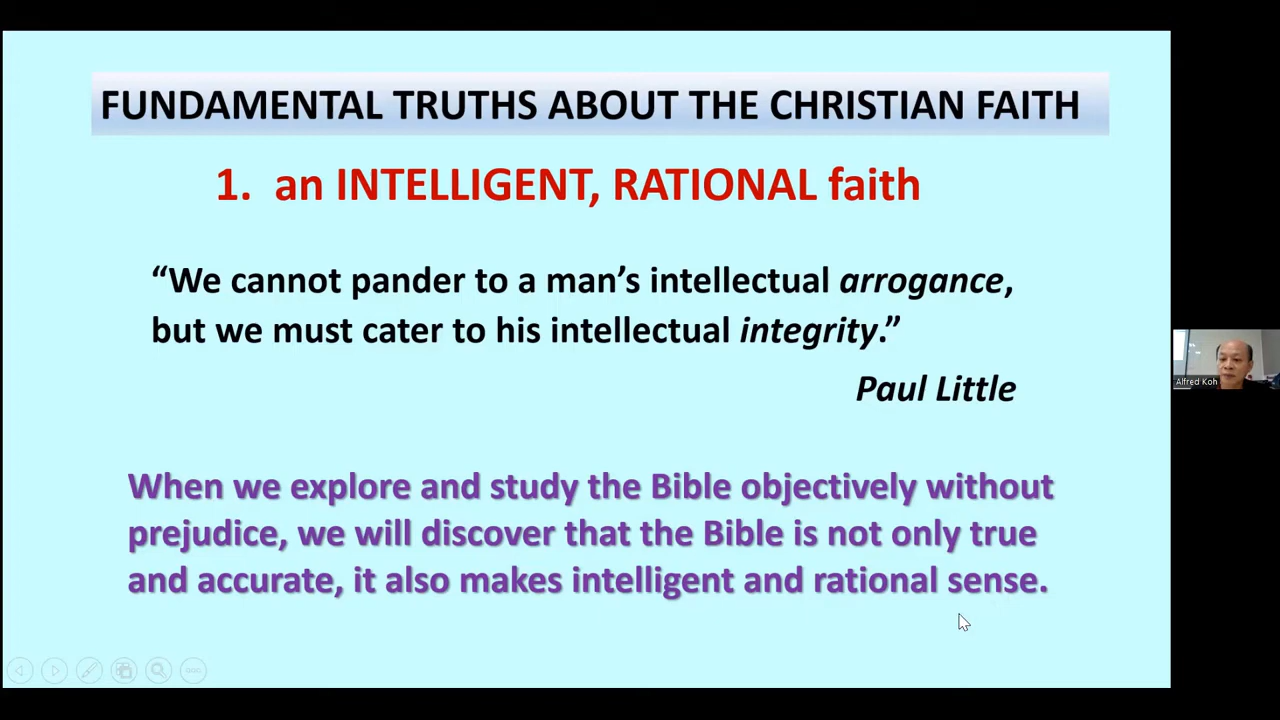 FUNDAMENTAL TRUTHS ABOUT THE CHRISTIAN FAITH
1. an INTELLIGENT, RATIONAL faith
“We cannot pander to a man’s intellectual arrogance,
but we must cater to his intellectual integrity.”
Paul Little
Alfred Koh
When we explore and study the Bible objectively without
prejudice, we will discover that the Bible is not only true
and accurate, it also makes intelligent and rational sense.